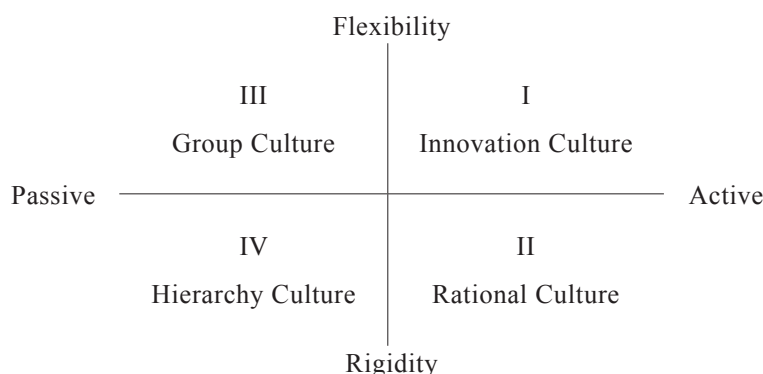 Flexibility
III
I
Group Culture
Innovation Culture
Passive
Active
IV
II
Hierarchy Culture
Rational Culture
Rigidity